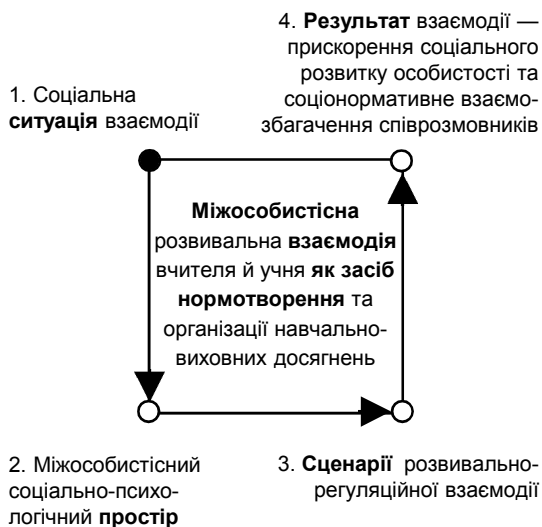 4. Результат взаємодії —
прискорення соціального
розвитку особистості та
соціонормативне взаємо-
збагачення співрозмовників
1. Соціальна
ситуація взаємодії
Міжособистісна
розвивальна взаємодія
вчителя й учня як засіб
нормотворення та
організації навчально-
виховних досягнень
2. Міжособистісний
соціально-психо-
логічний простір
3. Сценарії розвивально-
регуляційної взаємодії